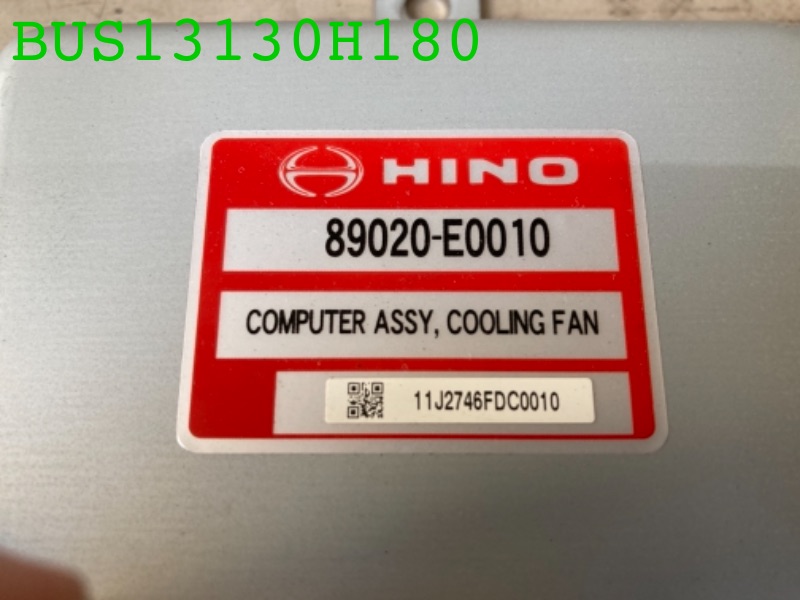 BUS13130H180
HINO
89020-E0010
COMPUTER ASSY, COOLING FAN
11J2746FDC0010